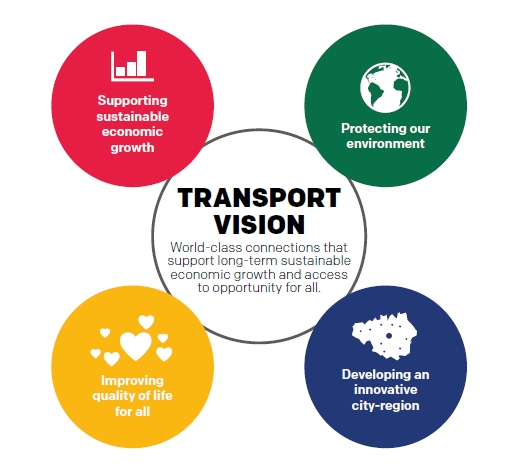 Supporting
sustainable
economic
growth
Protecting our
environment
TRANSPORT
VISION
World-class connections that
support long-term sustainable
economic growth and access
to opportunity for all.
Improving
quality of life
for all
Developing an
innovative
city-region